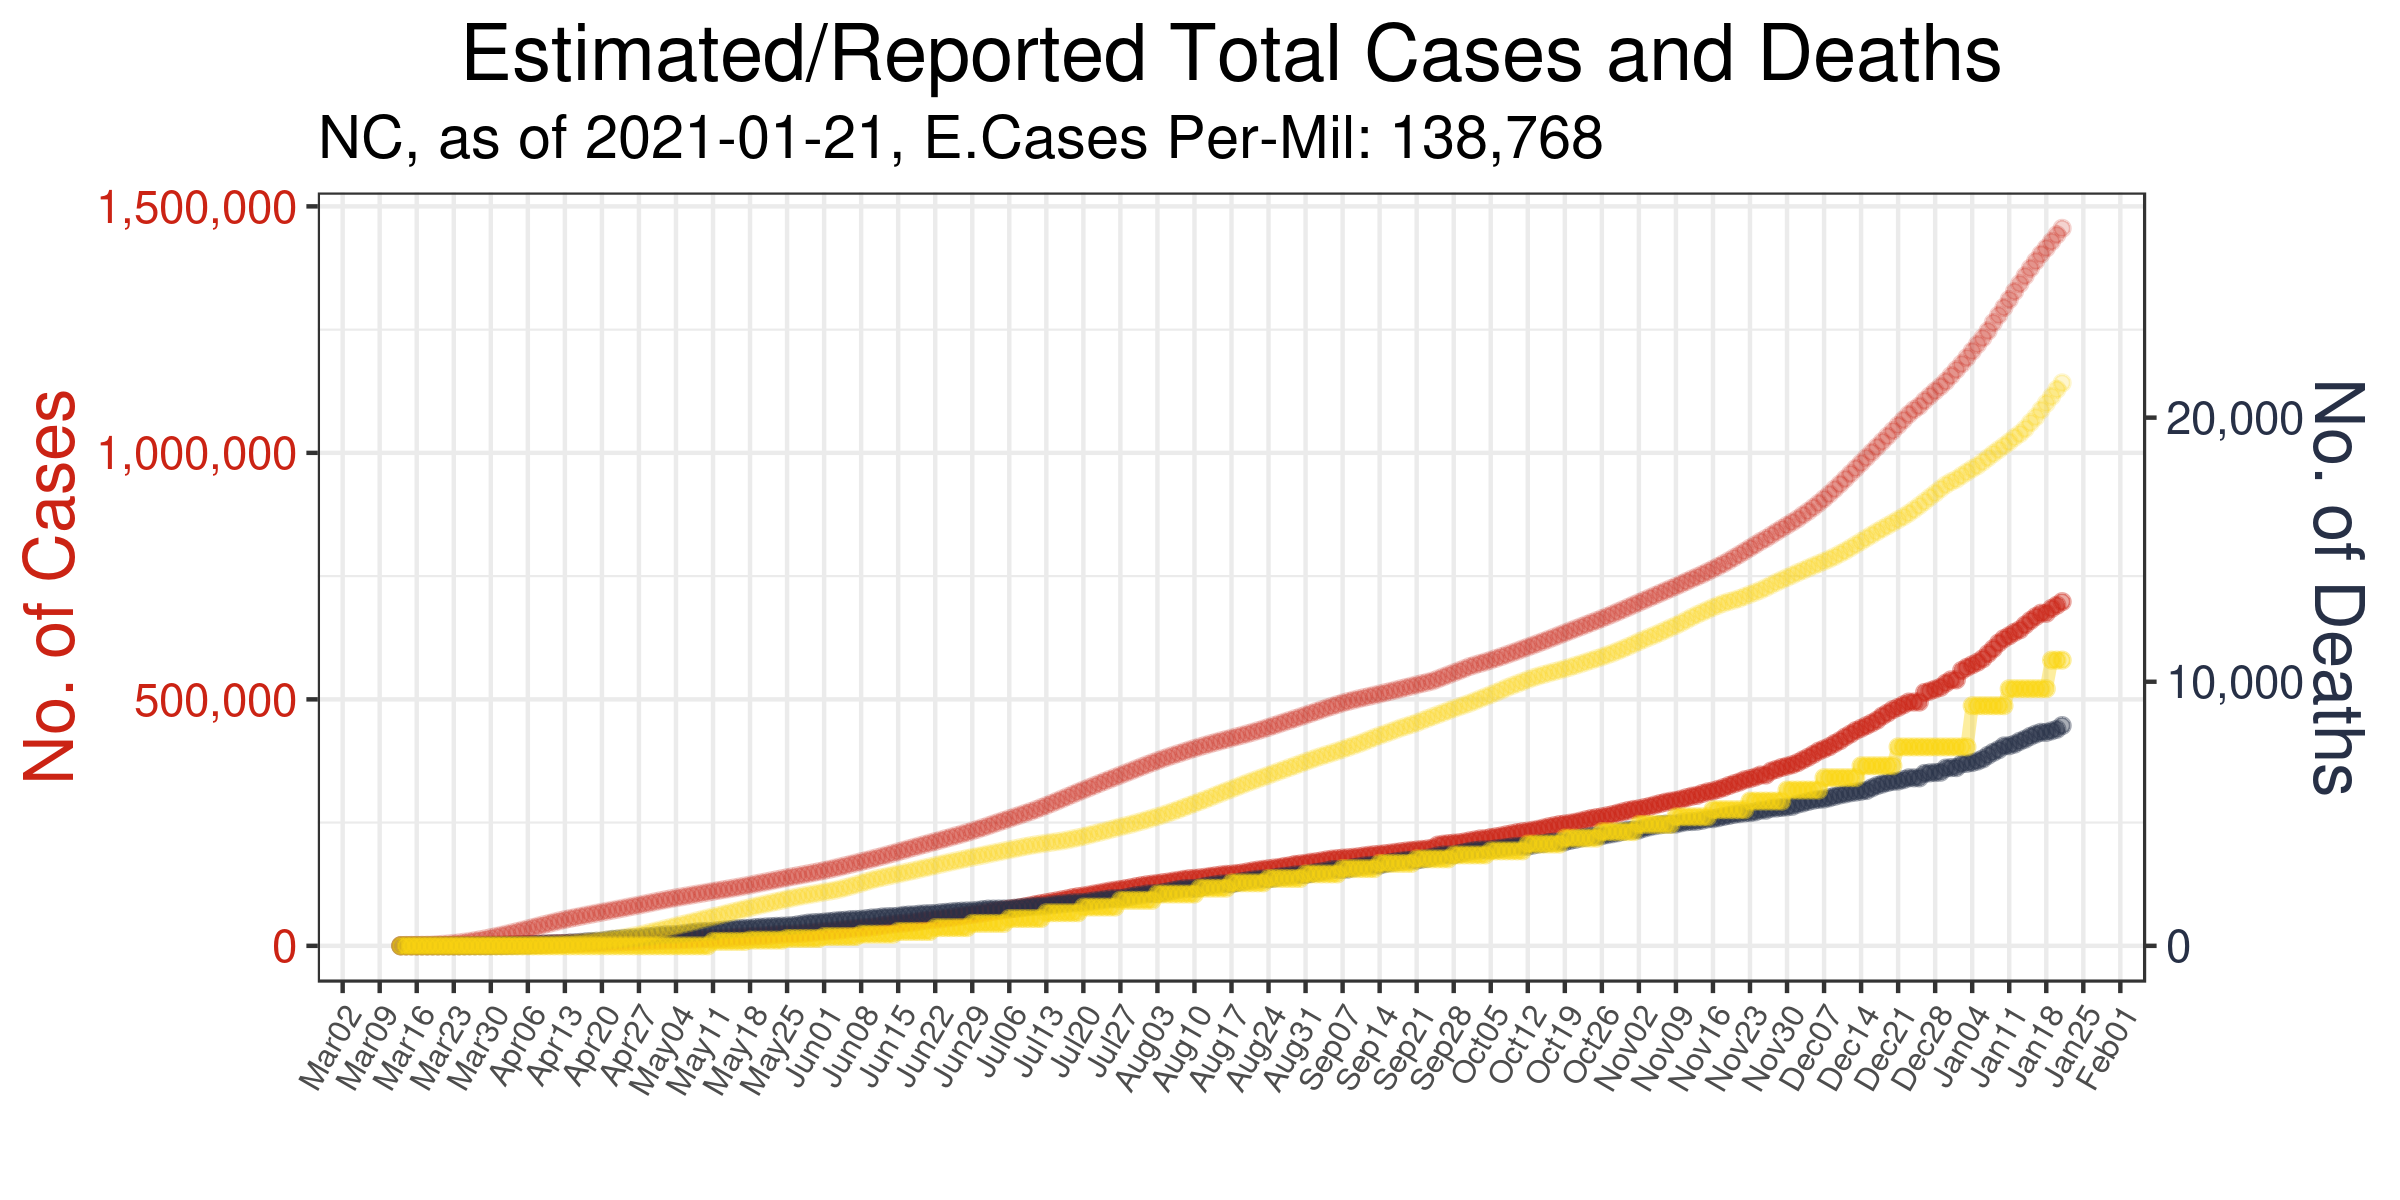 Estimated/Reported Total Cases and Deaths
NC, as of 2021-01-21, E.Cases Per-Mil: 138,768
No. of Cases
1,500,000
1,000,000
500,000
0
20,000
10,000
0
No. of Deaths
Mar02 Mar09 Mar16 Mar23 Mar30 Apr06 Apr13 Apr20 Apr27 May04 May11 May18 May25 Jun01 Jun08 Jun15 Jun22 Jun29 Jul06 Jul13 Jul20 Jul27 Aug03 Aug10 Aug17 Aug24 Aug31 Sep07 Sep14 Sep21 Sep28 Oct05 Oct12 Oct19 Oct26 Nov02 Nov09 Nov16 Nov23 Nov30 Dec07 Dec14 Dec21 Dec28 Jan04 Jan11 Jan18 Jan25 Feb01